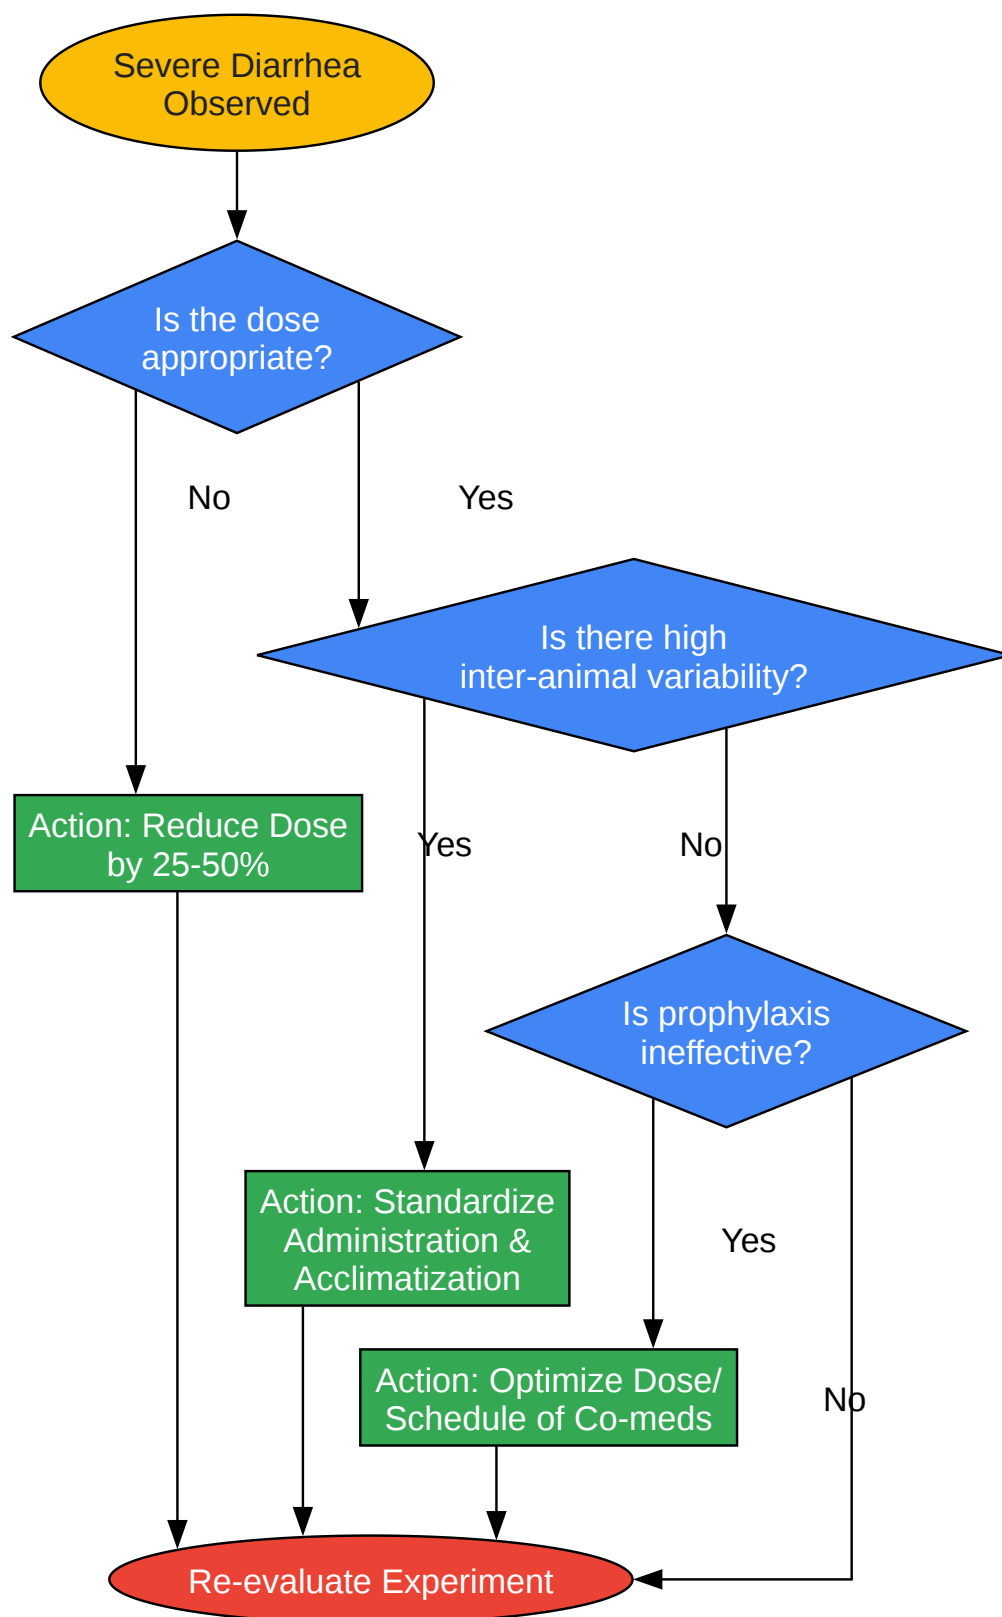 Severe Diarrhea
Observed
Is the dose
appropriate?
No
Yes
Is there high
inter-animal variability?
Action: Reduce Dose
by 25-50%
Yes
No
Is prophylaxis
ineffective?
Action: Standardize
Administration &
Acclimatization
Yes
Action: Optimize Dose/
Schedule of Co-meds
No
Re-evaluate Experiment